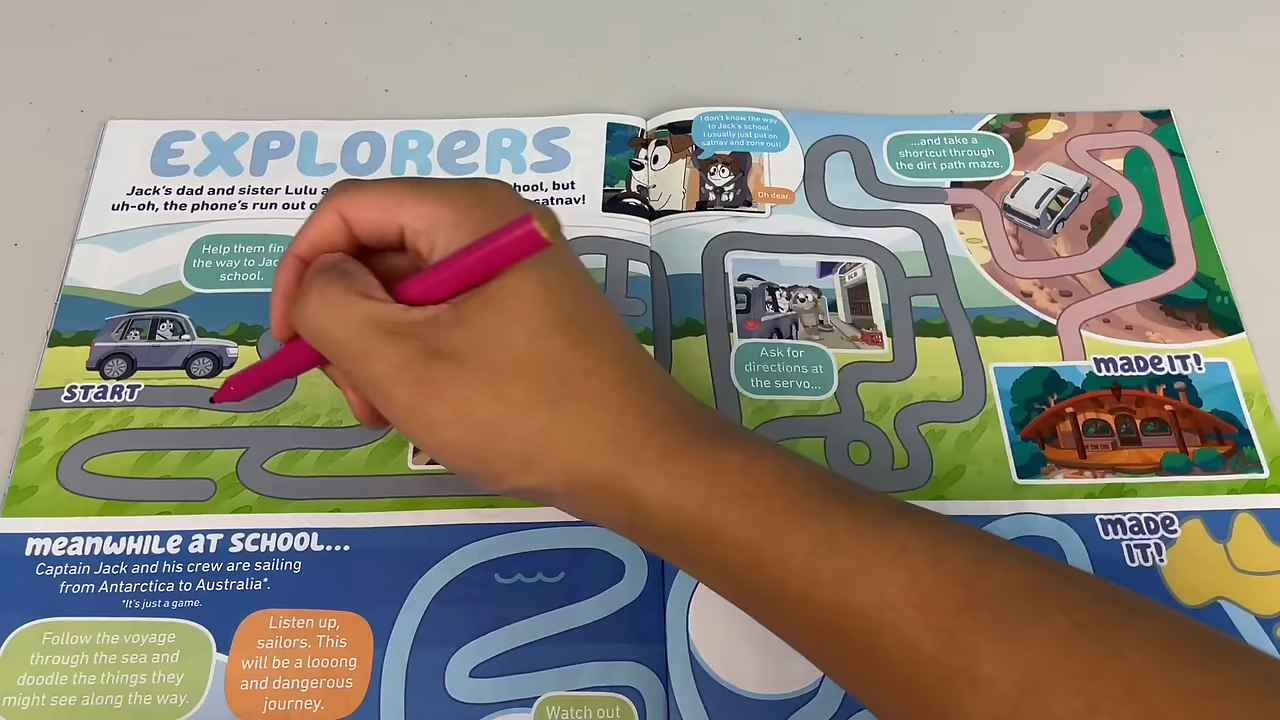 EXPLORERS
Jack's dad and sister Lulu
school, but
uh-oh, the phone's run out
satnav!
I don't know the way
to Jack's school.
I usually just put on
satnav and zone out!
Oh dear.
...and take a
shortcut through
the dirt path maze.
Help them
the way to
school.
START
Ask for
directions at
the servo...
MADE IT!
MEANWHILE AT SCHOOL...
Captain Jack and his crew are sailing
from Antarctica to Australia*.
*It's just a game.
Follow the voyage
through the sea and
doodle the things they
might see along the way.
Listen up,
sailors. This
will be a looong
and dangerous
journey.
Watch out
MADE
IT!